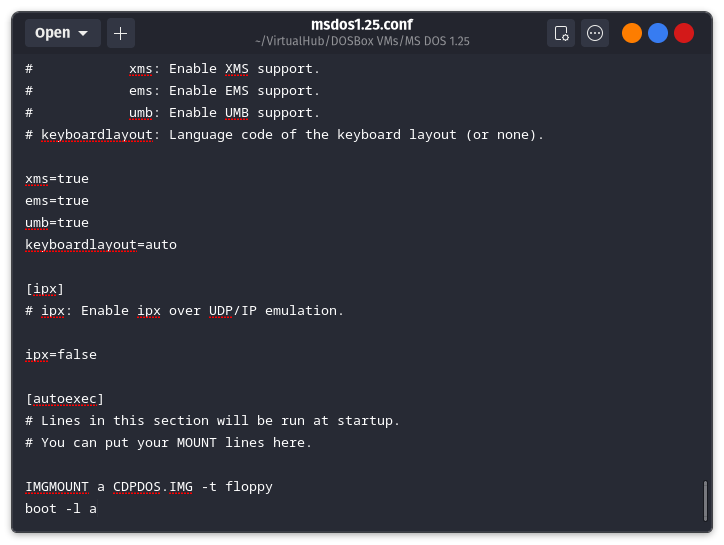 Open
msdos1.25.conf
~/VirtualHub/DOSBox VMs/MS DOS 1.25
#            xms: Enable XMS support.
#            ems: Enable EMS support.
#            umb: Enable UMB support.
# keyboardlayout: Language code of the keyboard layout (or none).
xms=true
ems=true
umb=true
keyboardlayout=auto
[ipx]
# ipx: Enable ipx over UDP/IP emulation.
ipx=false
[autoexec]
# Lines in this section will be run at startup.
# You can put your MOUNT lines here.
IMGMOUNT a CDPDOS.IMG -t floppy
boot -l a